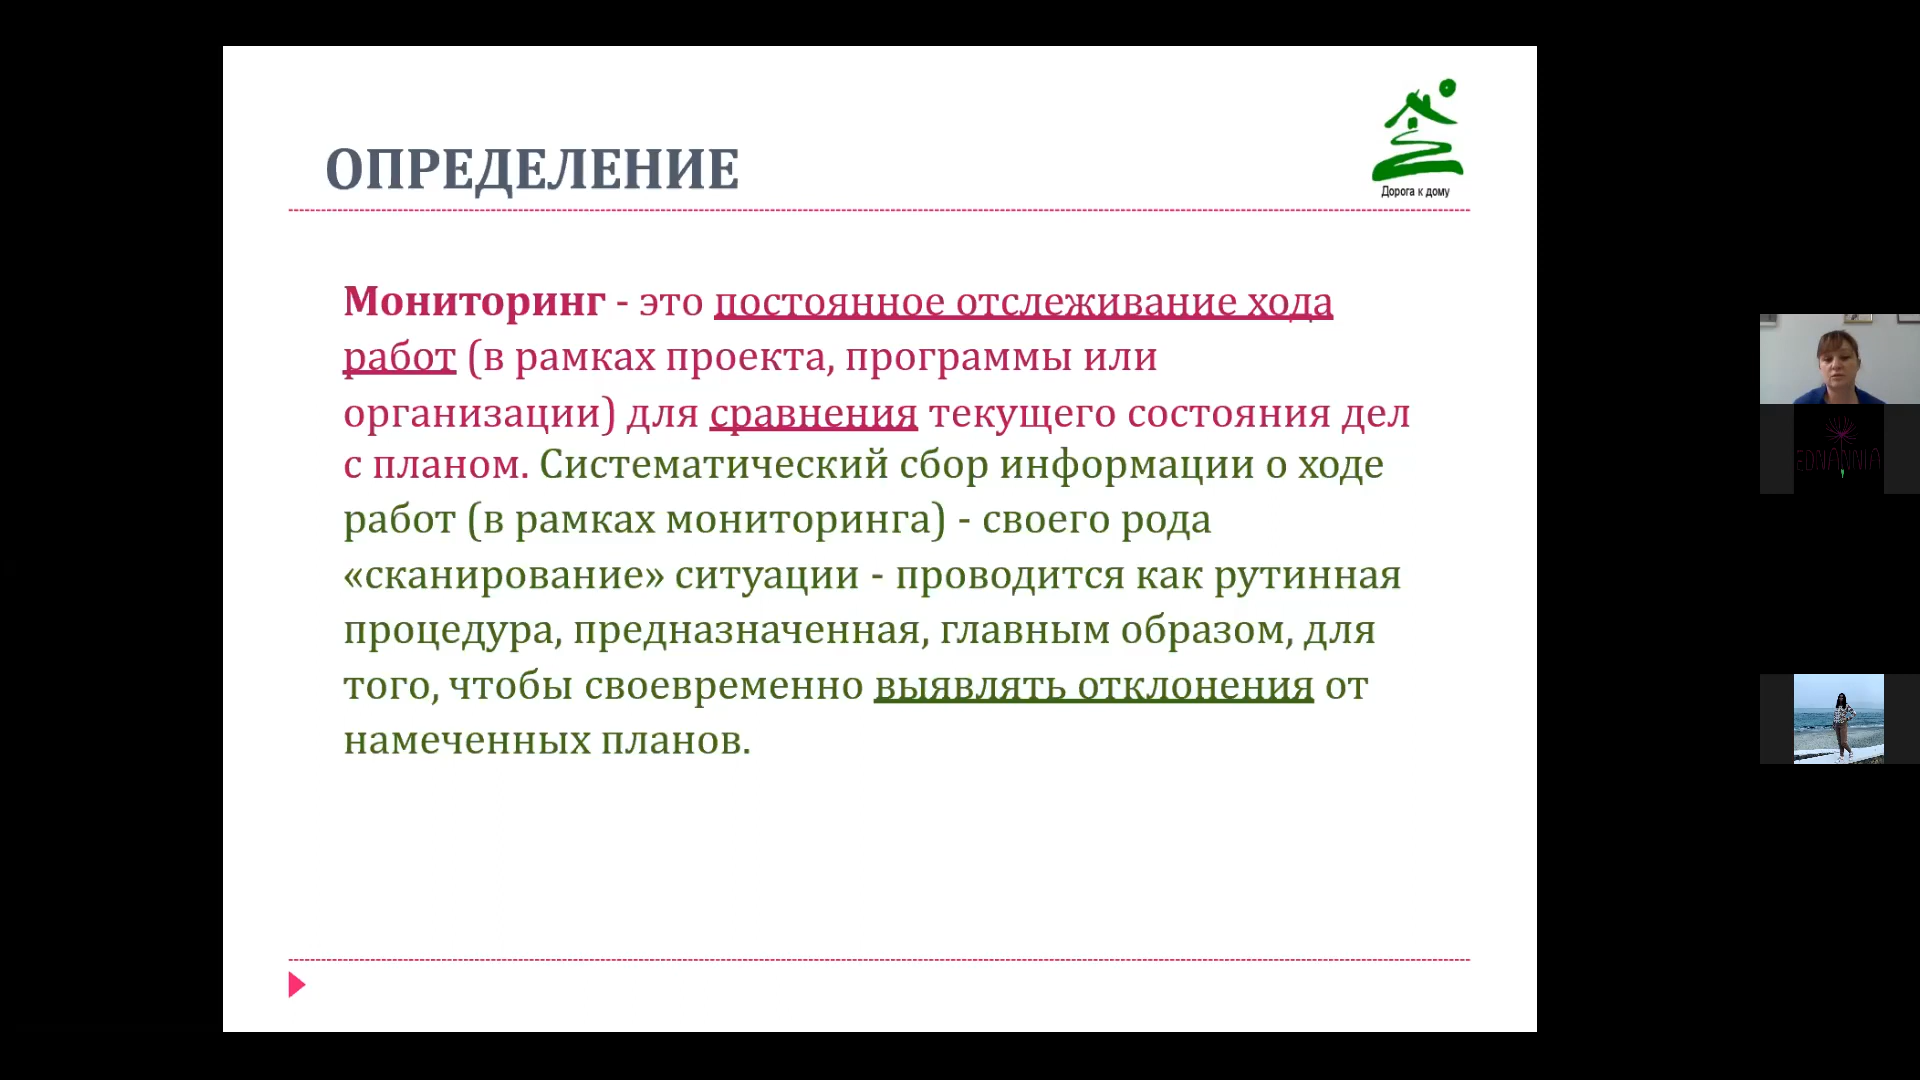 ОПРЕДЕЛЕНИЕ
Дорога к дому
Мониторинг - это постоянное отслеживание хода
работ (в рамках проекта, программы или
организации) для сравнения текущего состояния дел
с планом. Систематический сбор информации о ходе
работ (в рамках мониторинга) - своего рода
«сканирование» ситуации - проводится как рутинная
процедура, предназначенная, главным образом, для
того, чтобы своевременно выявлять отклонения от
намеченных планов.
EDNANNIA